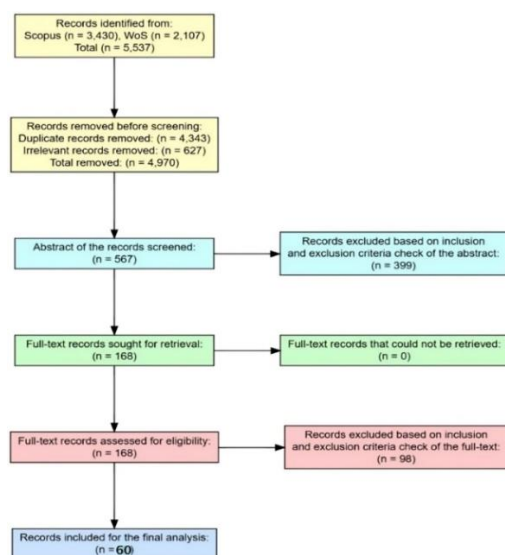 Records identified from:
Scopus (n = 3,430), WoS (n = 2,107)
Total (n = 5,537)
Records removed before screening:
Duplicate records removed: (n = 4,343)
Irrelevant records removed: (n = 627)
Total removed: (n = 4,970)
Abstract of the records screened:
(n = 567)
Records excluded based on inclusion
and exclusion criteria check of the abstract:
(n = 399)
Full-text records sought for retrieval:
(n = 168)
Full-text records that could not be retrieved:
(n = 0)
Full-text records assessed for eligibility:
(n = 168)
Records excluded based on inclusion
and exclusion criteria check of the full-text:
(n = 98)
Records included for the final analysis:
(n = 60)